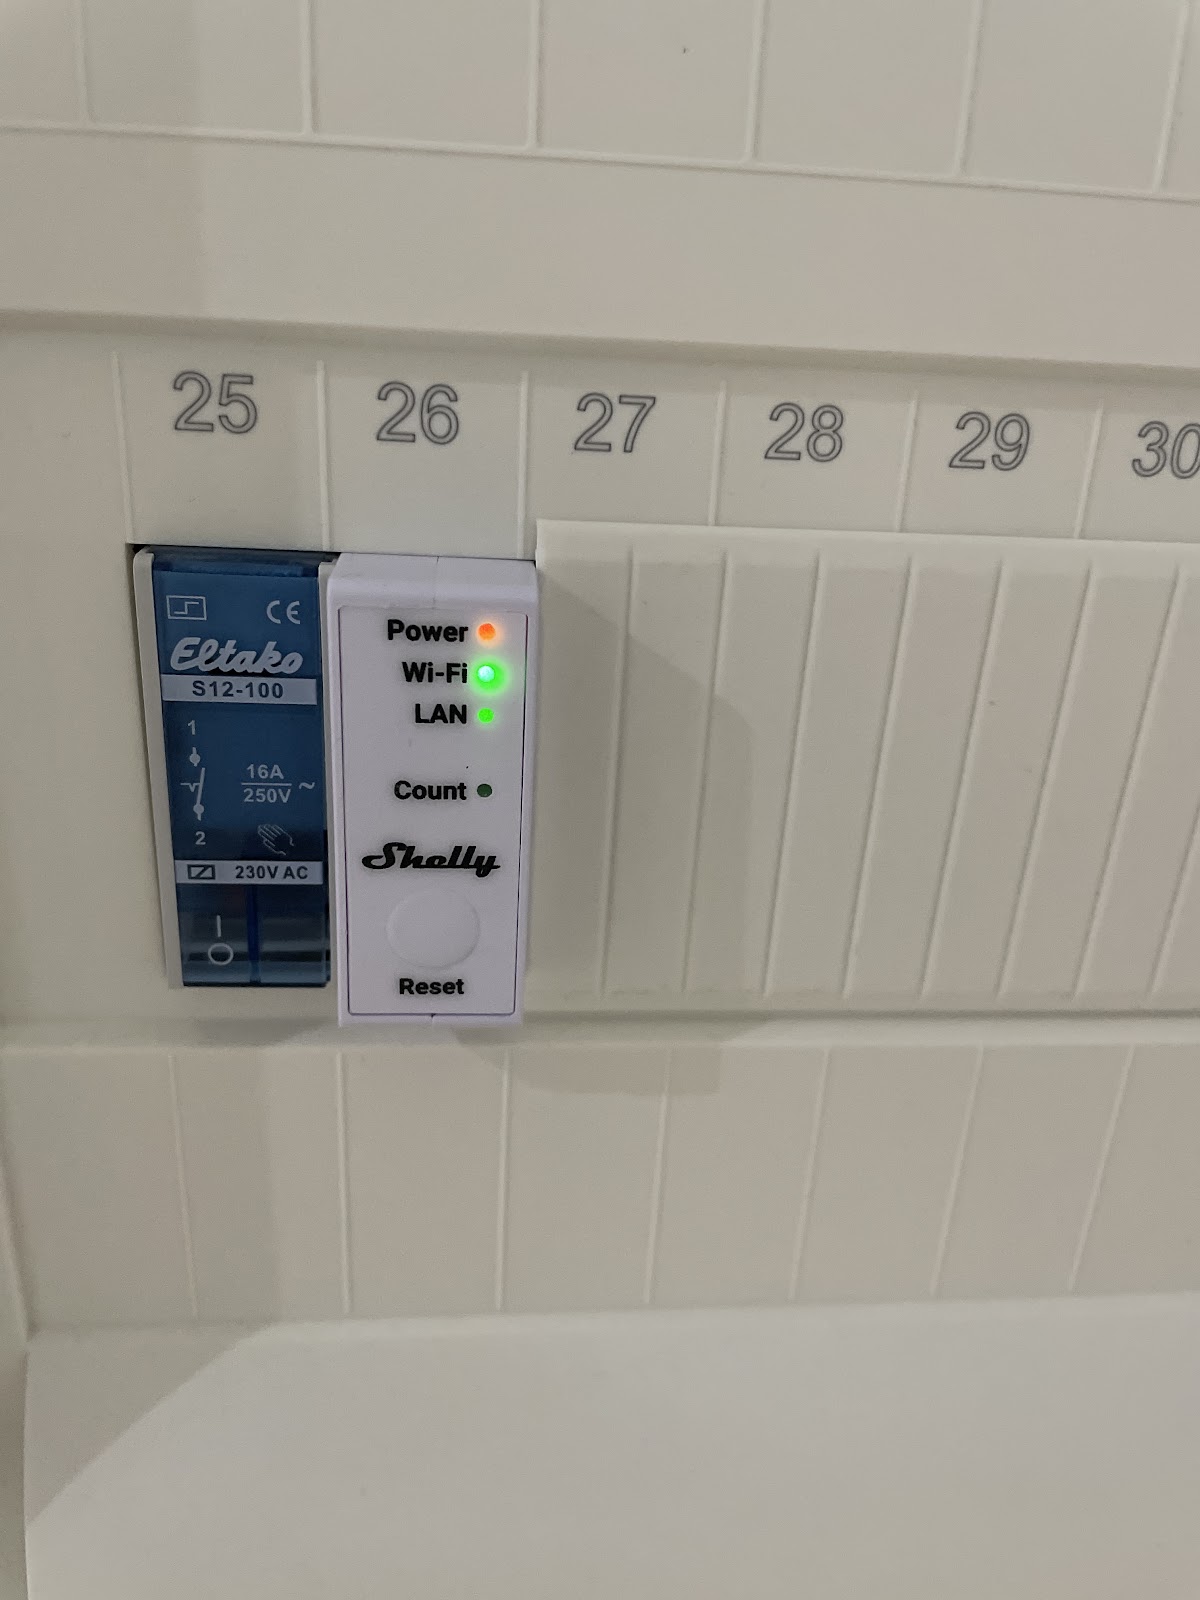 25 26 27 28 29 30
CE
Eltako
S12-100
1
16A
250V ~
2
230V AC
Power
Wi-Fi
LAN
Count
Shelly
Reset